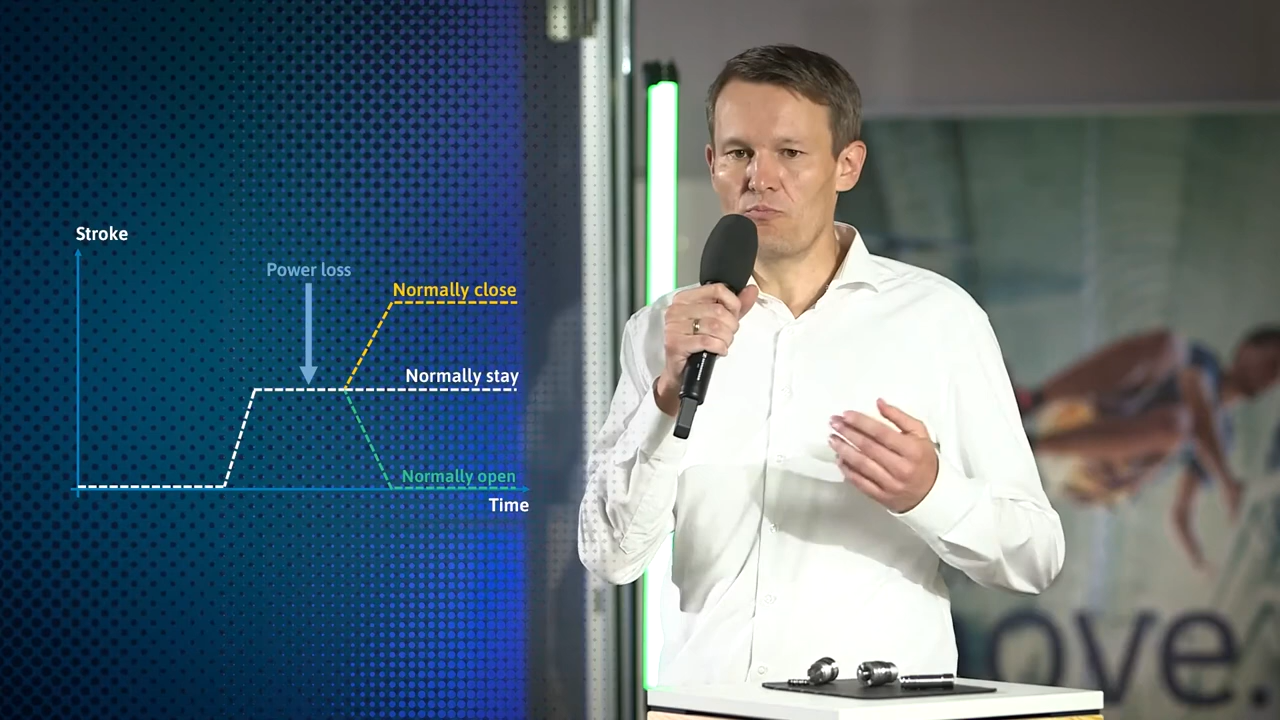 Stroke
Power loss
Normally close
Normally stay
Normally open
Time
ove.